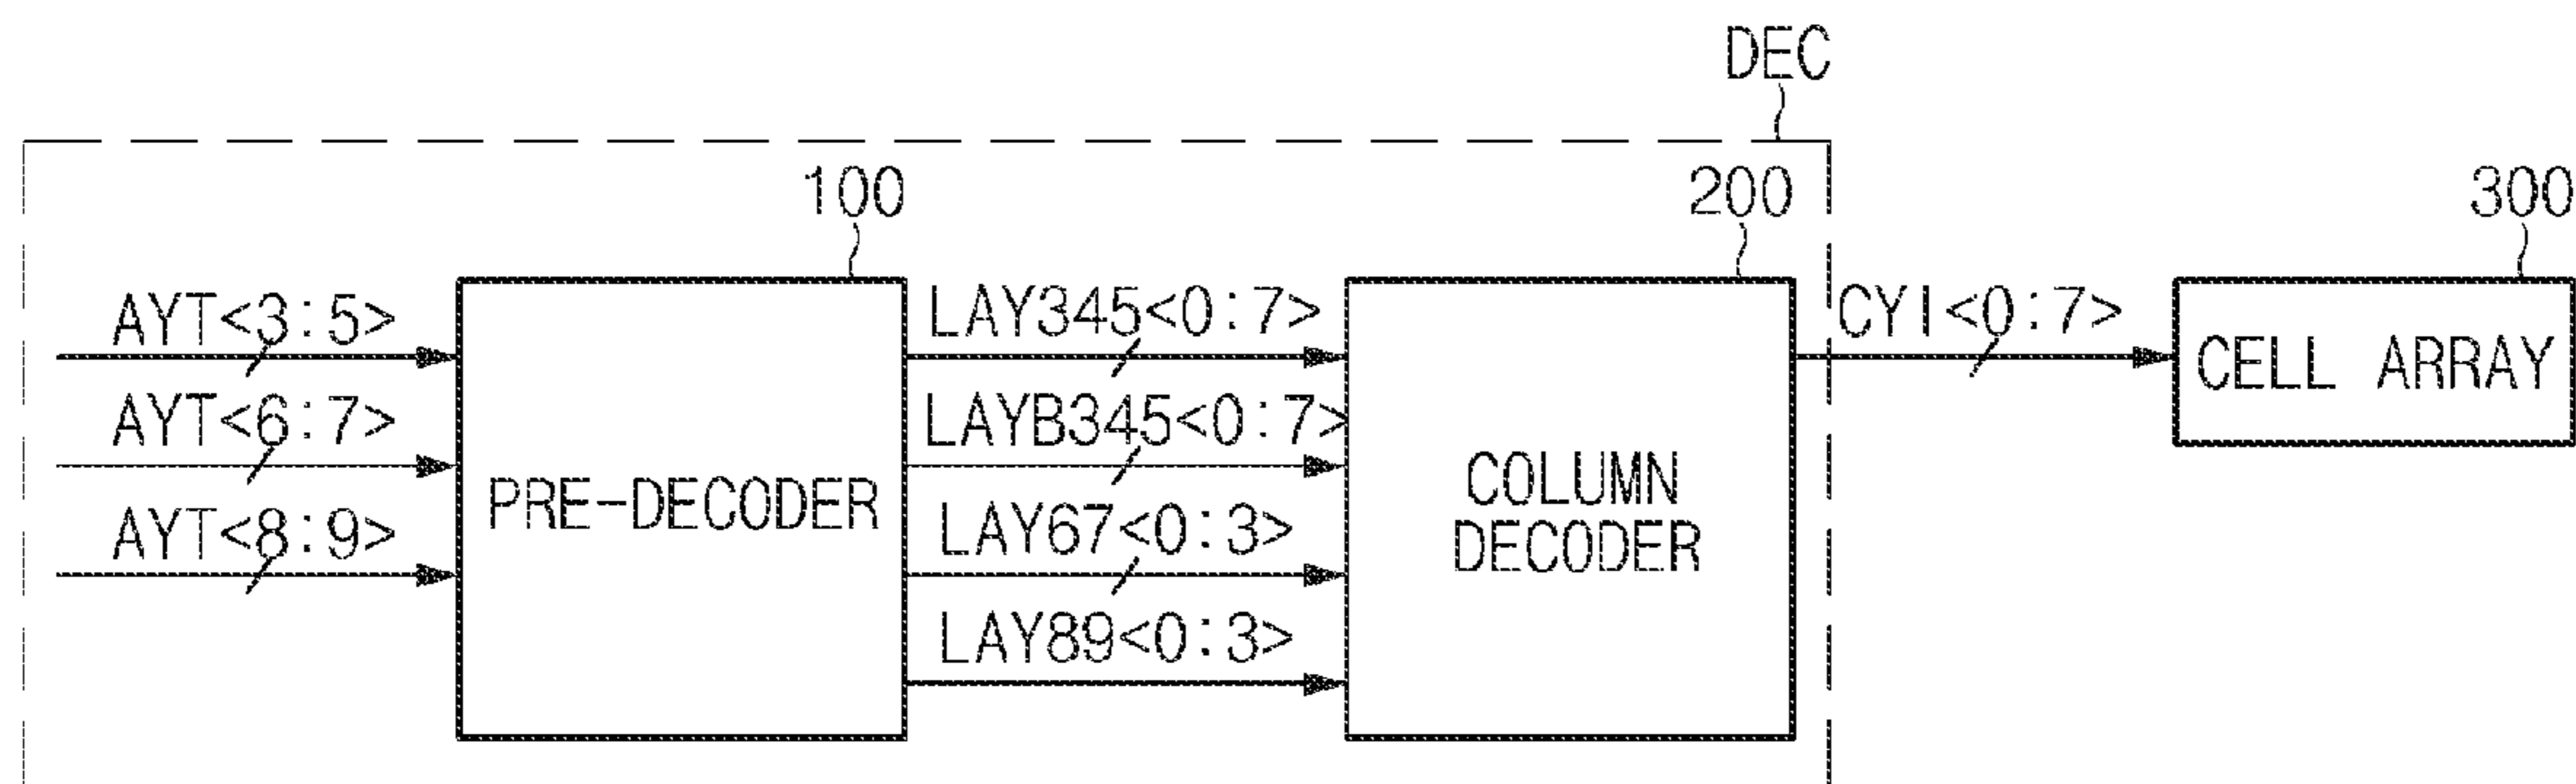 DEC
100
200
300
AYT<3:5>
LAY345<0:7>
CYI<0:7>
CELL ARRAY
AYT<6:7>
LAYB345<0:7>
PRE-DECODER
COLUMN
DECODER
AYT<8:9>
LAY67<0:3>
LAY89<0:3>